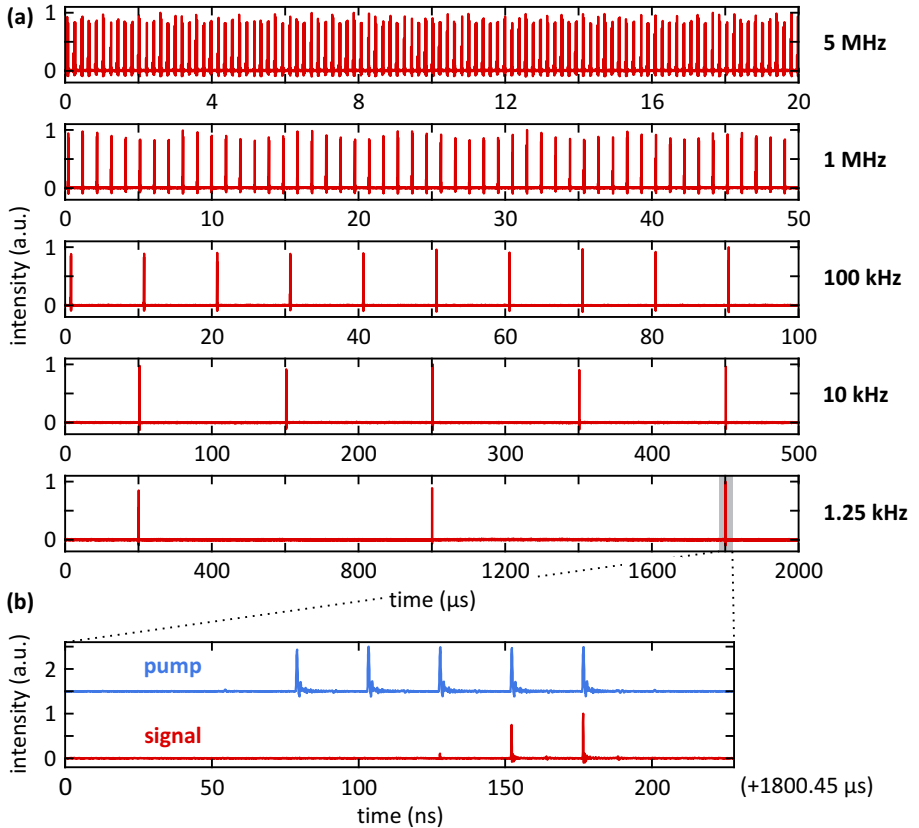 (a)
intensity (a.u.)
1
0
5 MHz
0 4 8 12 16 20
1
0
1 MHz
0 10 20 30 40 50
1
0
100 kHz
0 20 40 60 80 100
1
0
10 kHz
0 100 200 300 400 500
1
0
1.25 kHz
0 400 800 1200 1600 2000
time (µs)
(b)
intensity (a.u.)
2
1
0
pump
signal
0 50 100 150 200
(+1800.45 µs)
time (ns)